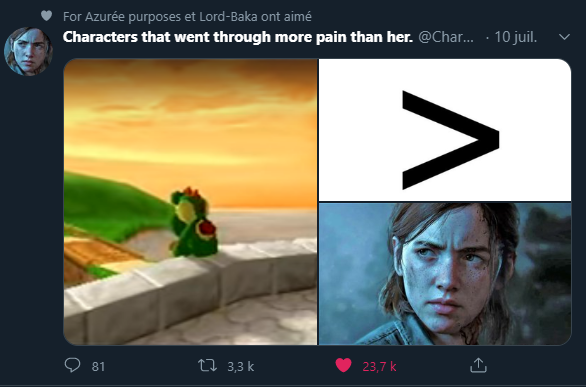 For Azurée purposes et Lord-Baka ont aimé
Characters that went through more pain than her. @Char... · 10 juil.
>
81 3,3 k 23,7 k